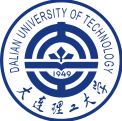 DALIAN UNIVERSITY OF TECHNOLOGY
1949
大连理工大学